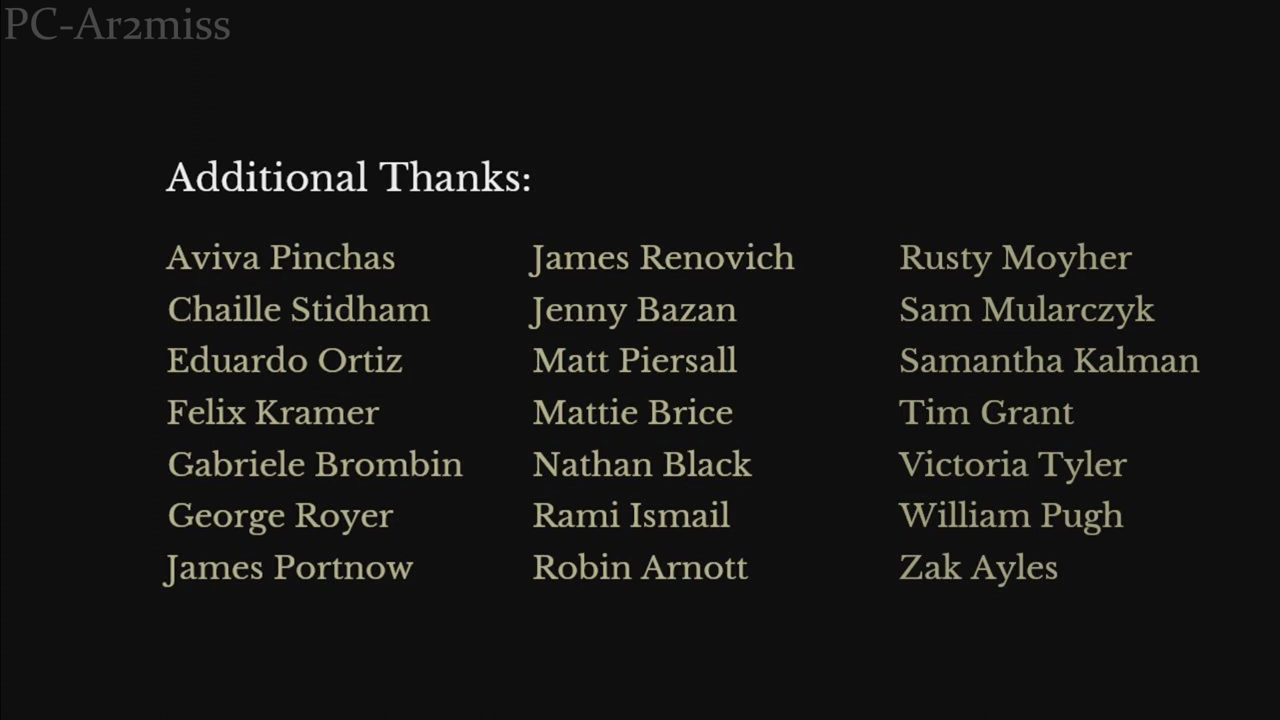 PC-Ar2miss
Additional Thanks:
Aviva Pinchas
Chaille Stidham
Eduardo Ortiz
Felix Kramer
Gabriele Brombin
George Royer
James Portnow
James Renovich
Jenny Bazan
Matt Piersall
Mattie Brice
Nathan Black
Rami Ismail
Robin Arnott
Rusty Moyher
Sam Mularczyk
Samantha Kalman
Tim Grant
Victoria Tyler
William Pugh
Zak Ayles